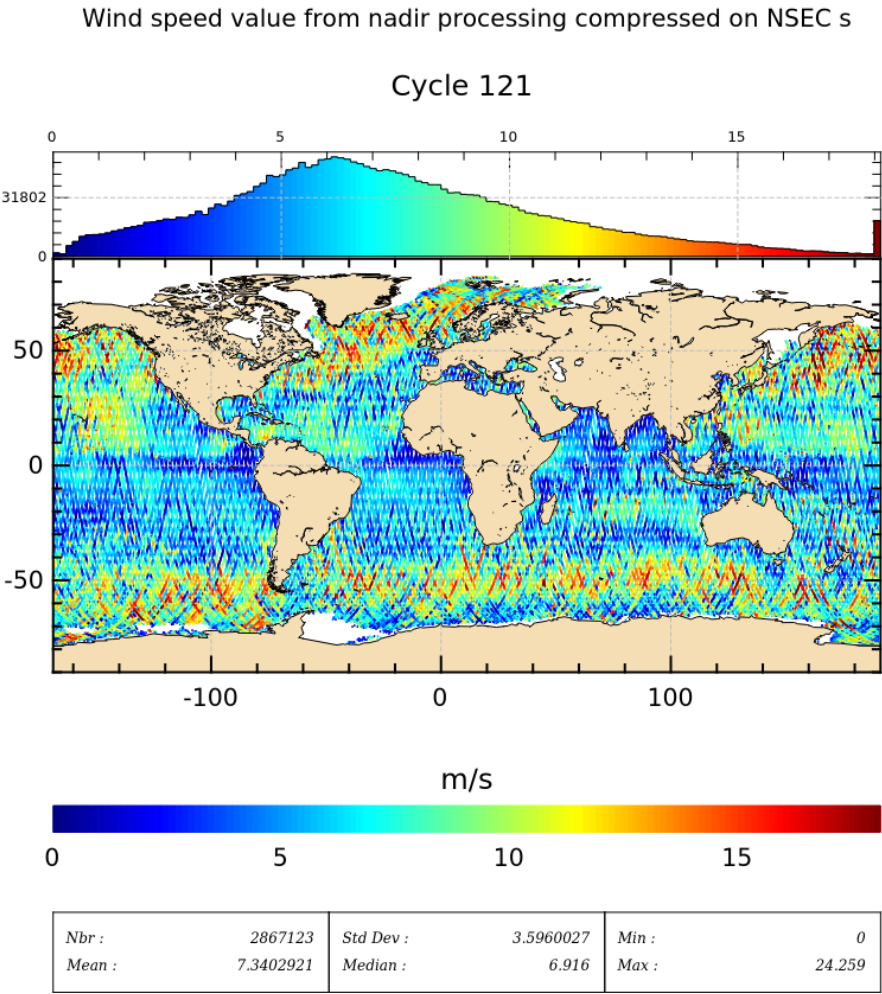 Wind speed value from nadir processing compressed on NSEC s
Cycle 121
0 5 10 15
31802
0
50
0
-50
-100 0 100
m/s
0 5 10 15
Nbr : 2867123 Std Dev : 3.5960027 Min : 0
Mean : 7.3402921 Median : 6.916 Max : 24.259